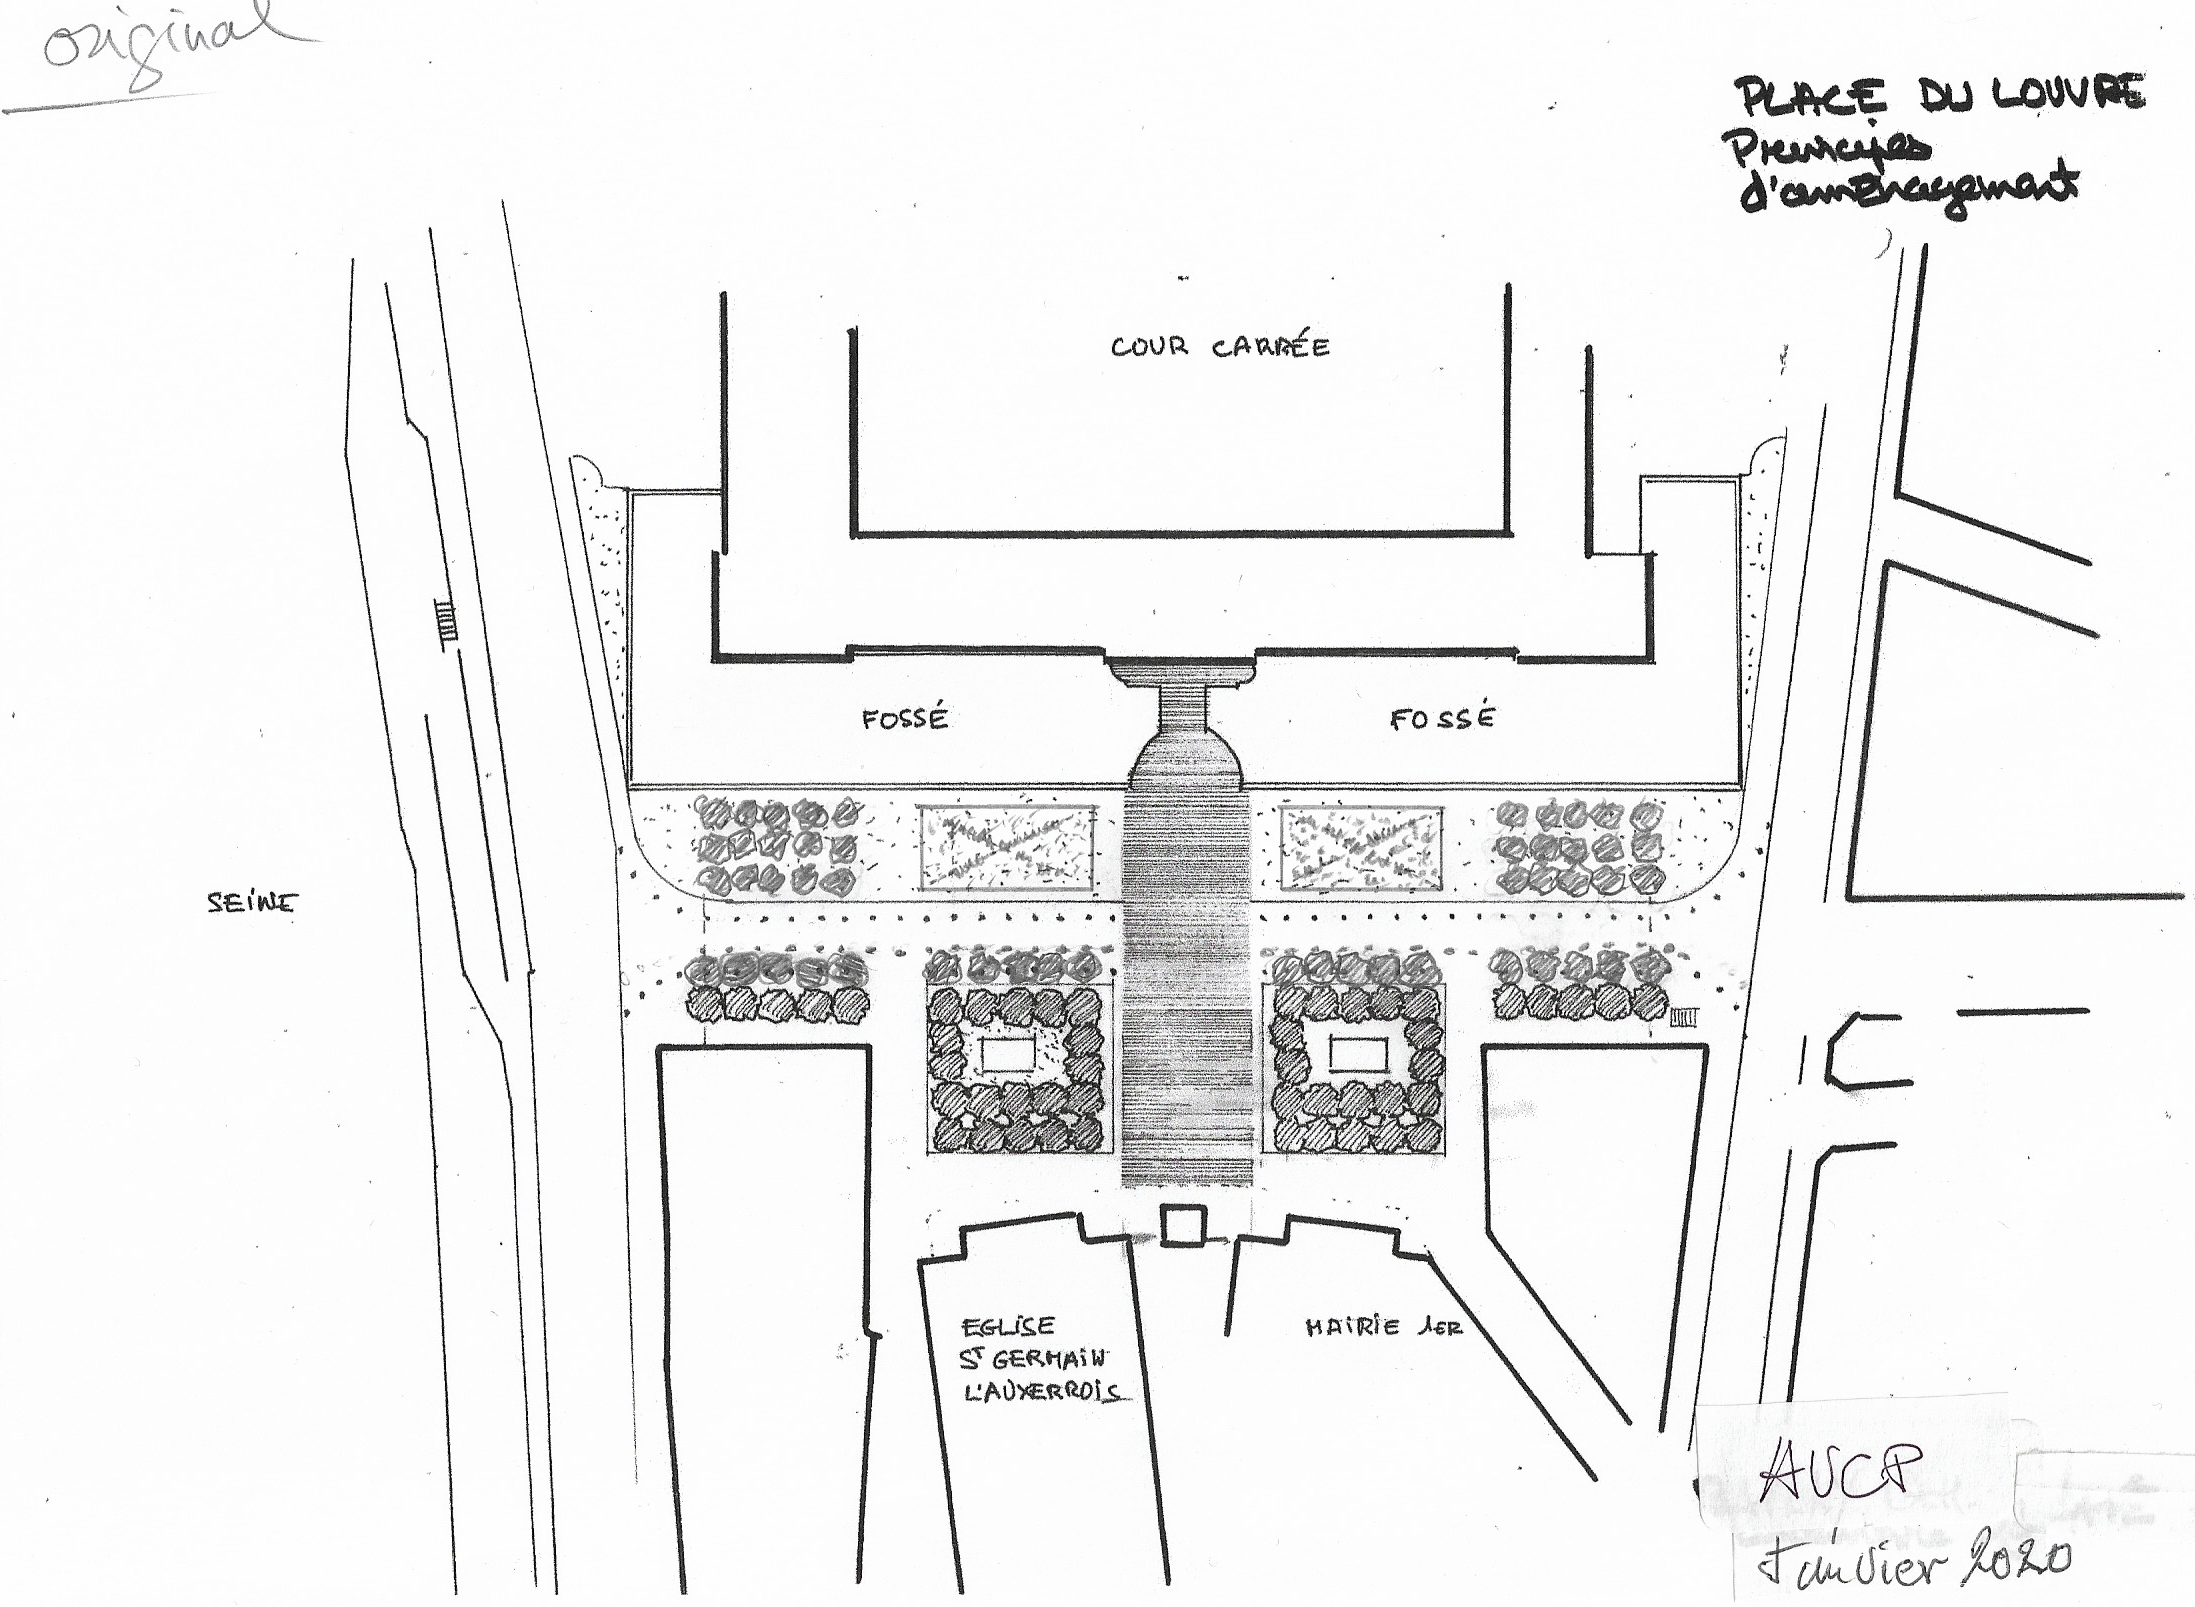 original
PLACE DU LOUVRE
Principes
d'aménagement
COUR CARRÉE
FOSSÉ
FOSSÉ
SEINE
EGLISE
ST GERMAIN
L'AUXERROIS
MAIRIE 1ER
AUCP
Janvier 2020